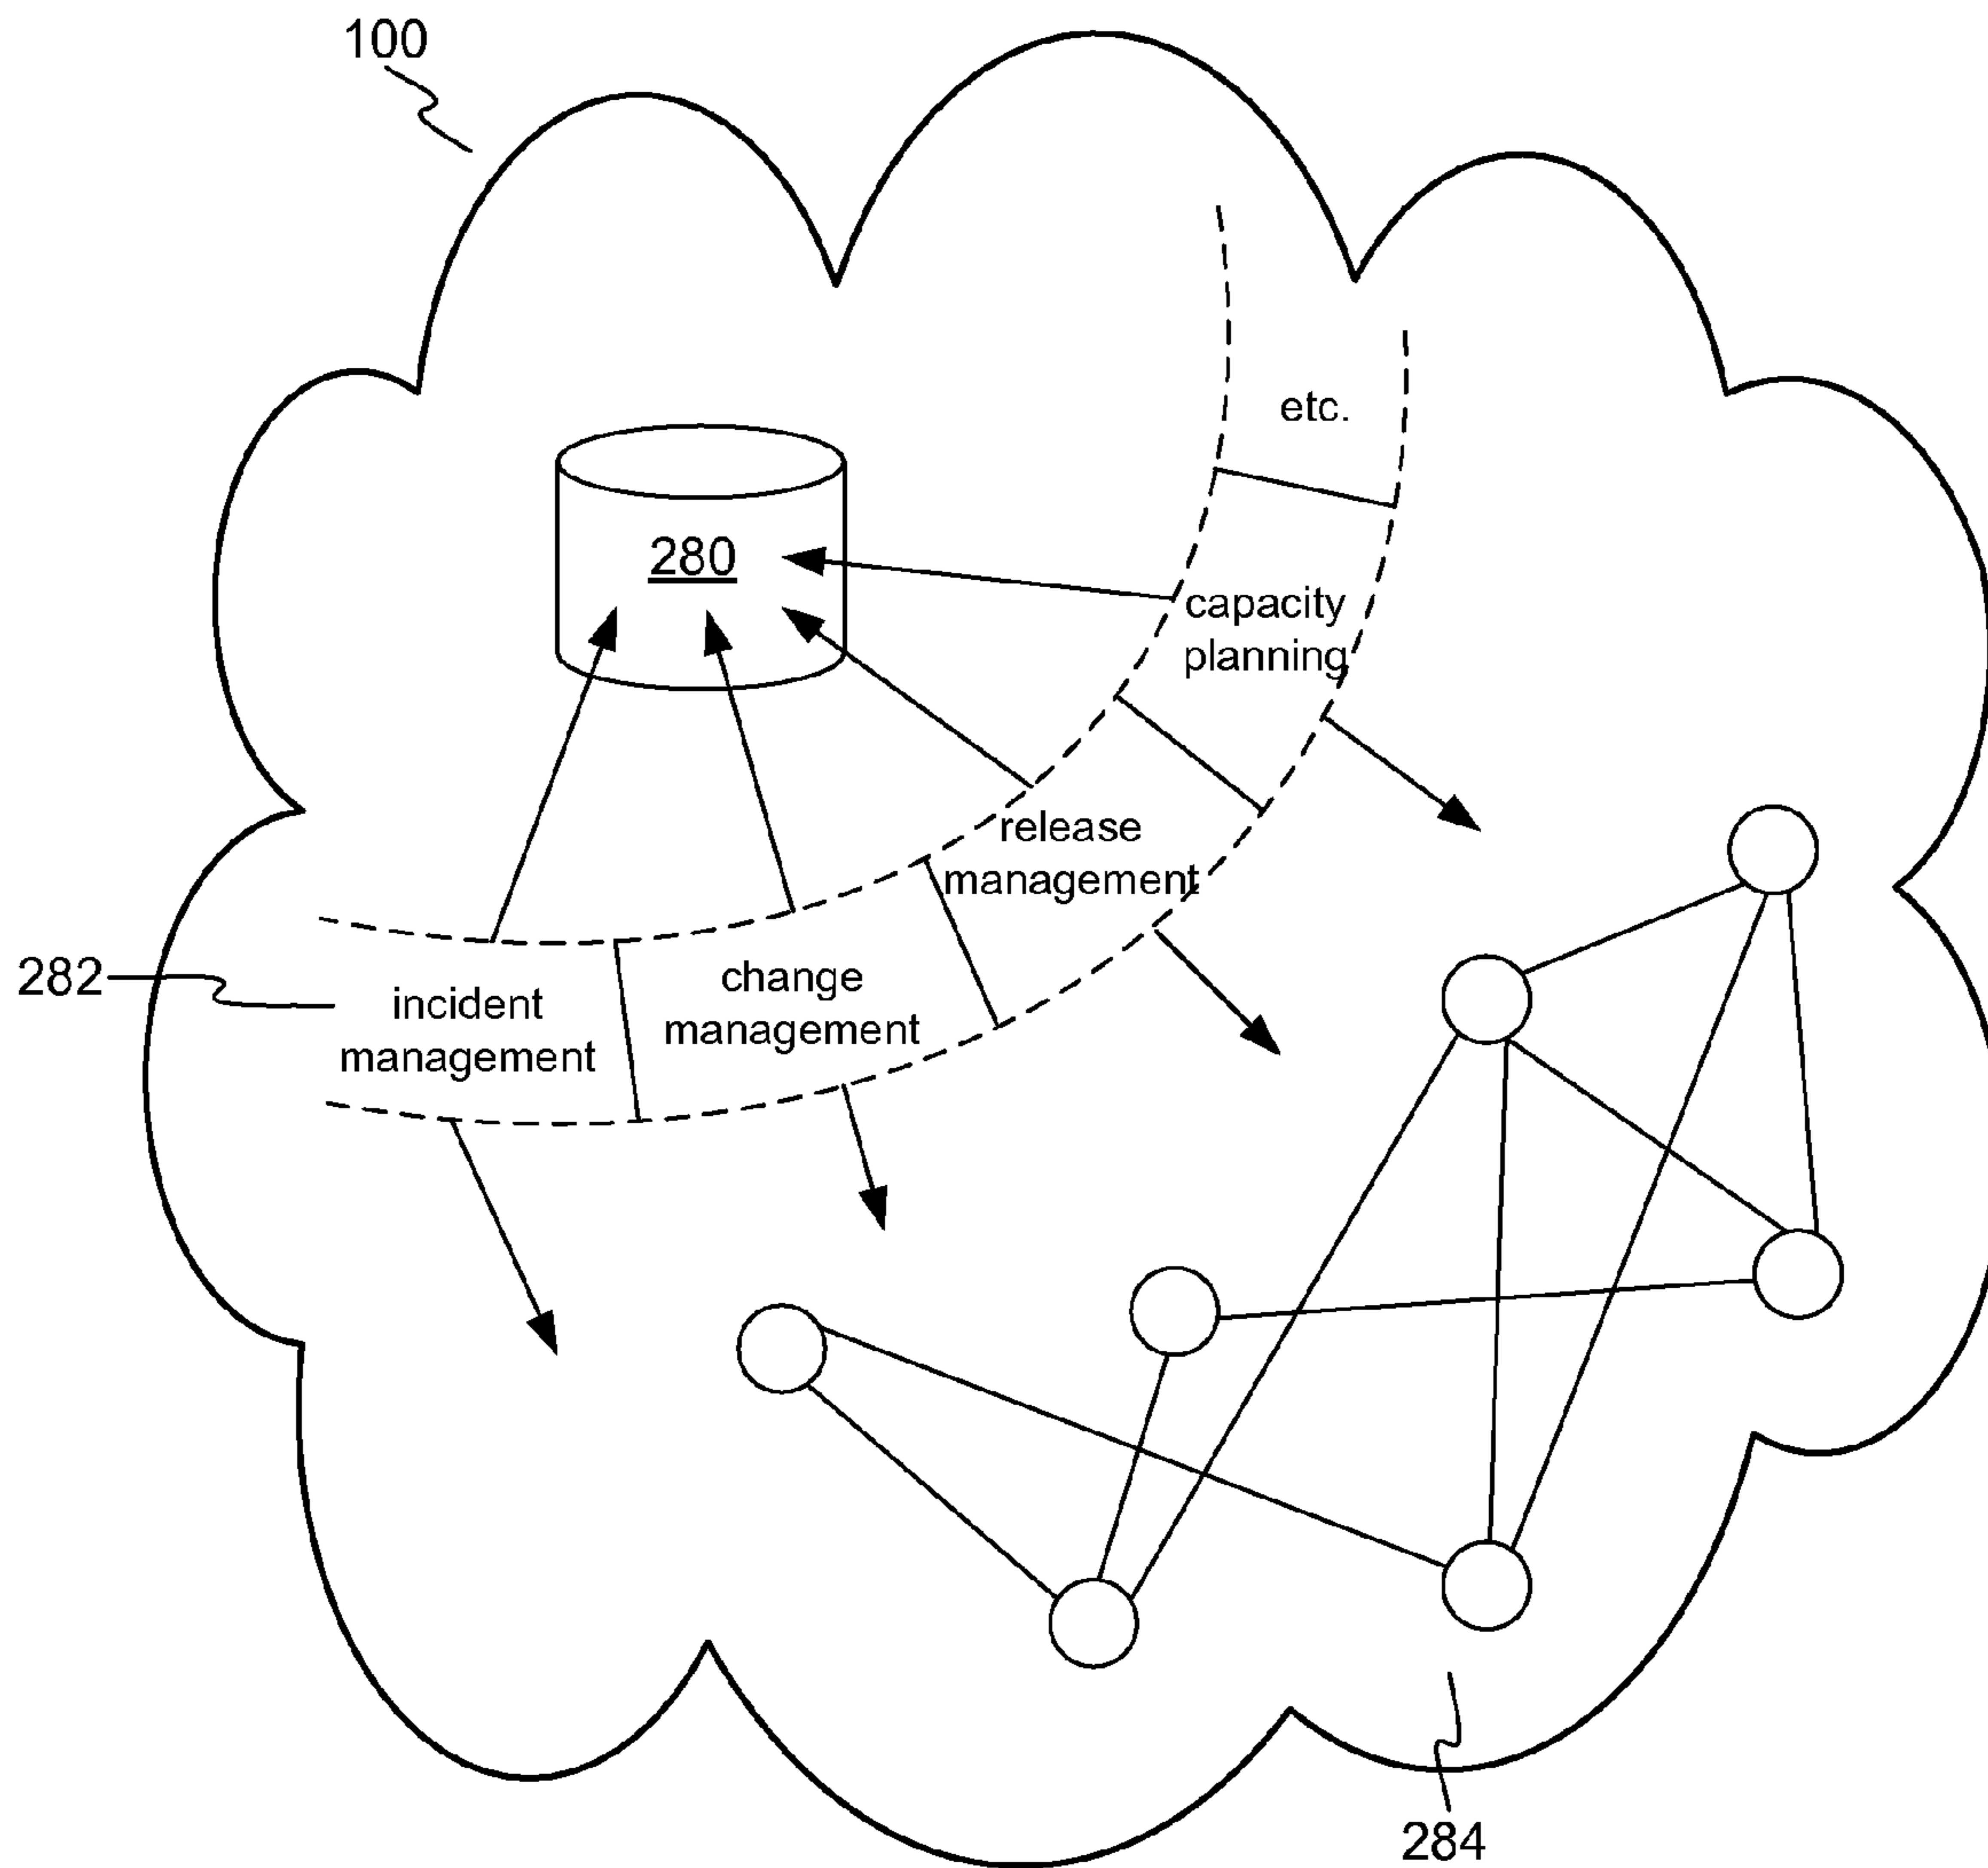 100
etc.
280
capacity
planning
release
management
282
change
management
incident
management
284